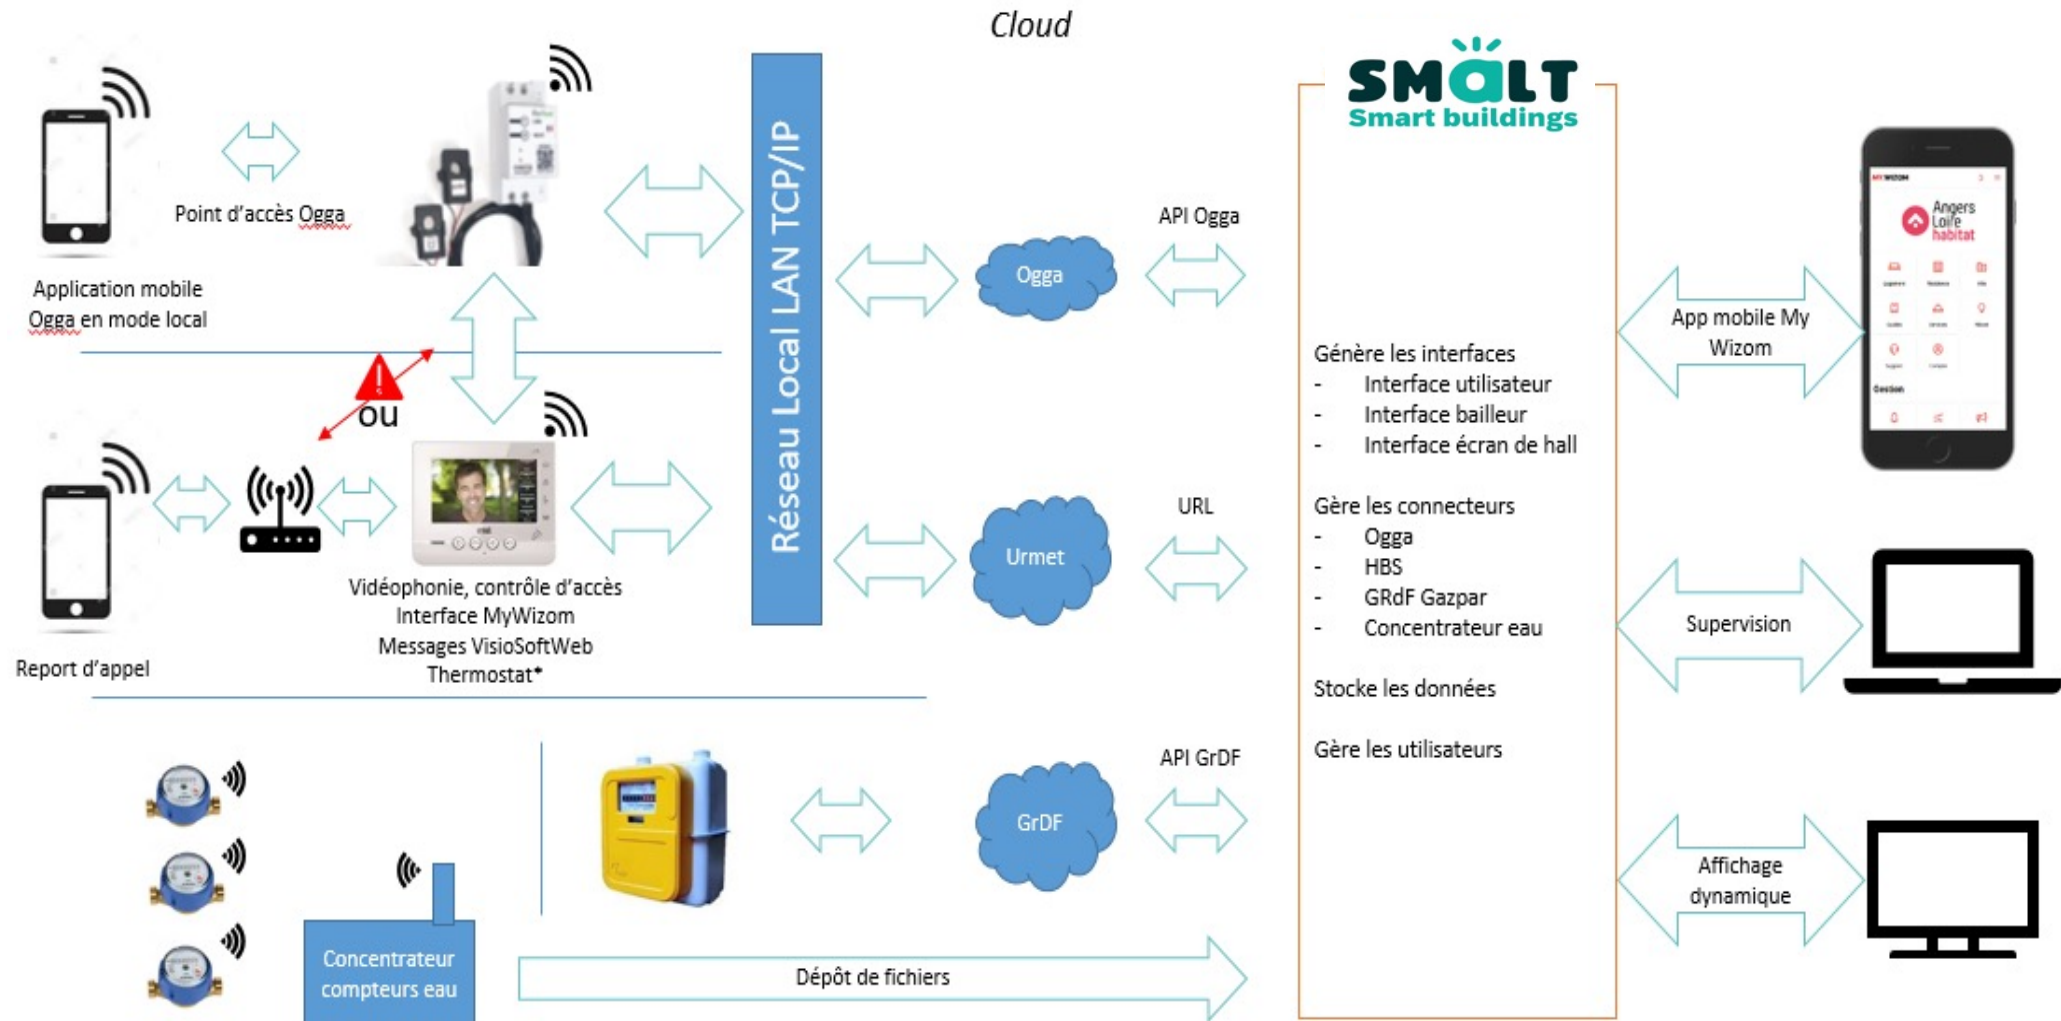 Cloud
SMaLT
Smart buildings
Point d'accès Ogga
Application mobile
Ogga en mode local
Réseau Local LAN TCP/IP
Ogga
API Ogga
ou
Vidéophonie, contrôle d'accès
Interface MyWizom
Messages VisioSoftWeb
Thermostat*
Report d'appel
Urmet
URL
GrDF
API GrDF
Concentrateur
compteurs eau
Dépôt de fichiers
Génère les interfaces
- Interface utilisateur
- Interface bailleur
- Interface écran de hall
Gère les connecteurs
- Ogga
- HBS
- GRdF Gazpar
- Concentrateur eau
Stocke les données
Gère les utilisateurs
App mobile My
Wizom
Supervision
Affichage
dynamique
MY WIZOM
Angers
Loire
habitat
Gestion